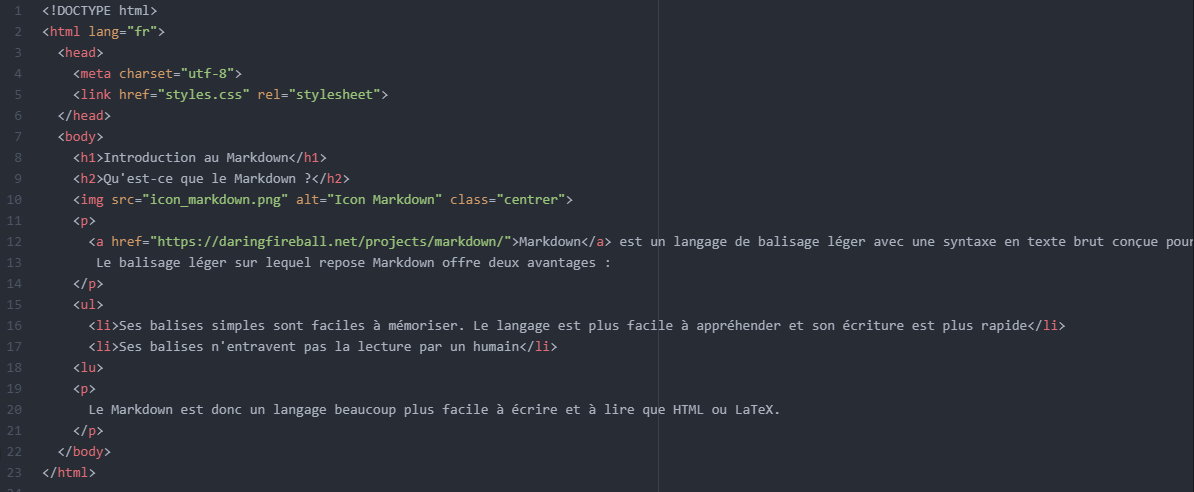 1 <!DOCTYPE html>
2 <html lang="fr">
3   <head>
4     <meta charset="utf-8">
5     <link href="styles.css" rel="stylesheet">
6   </head>
7   <body>
8     <h1>Introduction au Markdown</h1>
9     <h2>Qu'est-ce que le Markdown ?</h2>
10     <img src="icon_markdown.png" alt="Icon Markdown" class="centrer">
11     <p>
12       <a href="https://daringfireball.net/projects/markdown/">Markdown</a> est un langage de balisage léger avec une syntaxe en texte brut conçue pour
13        Le balisage léger sur lequel repose Markdown offre deux avantages :
14     </p>
15     <ul>
16       <li>Ses balises simples sont faciles à mémoriser. Le langage est plus facile à appréhender et son écriture est plus rapide</li>
17       <li>Ses balises n'entravent pas la lecture par un humain</li>
18     <lu>
19     <p>
20       Le Markdown est donc un langage beaucoup plus facile à écrire et à lire que HTML ou LaTeX.
21     </p>
22   </body>
23 </html>